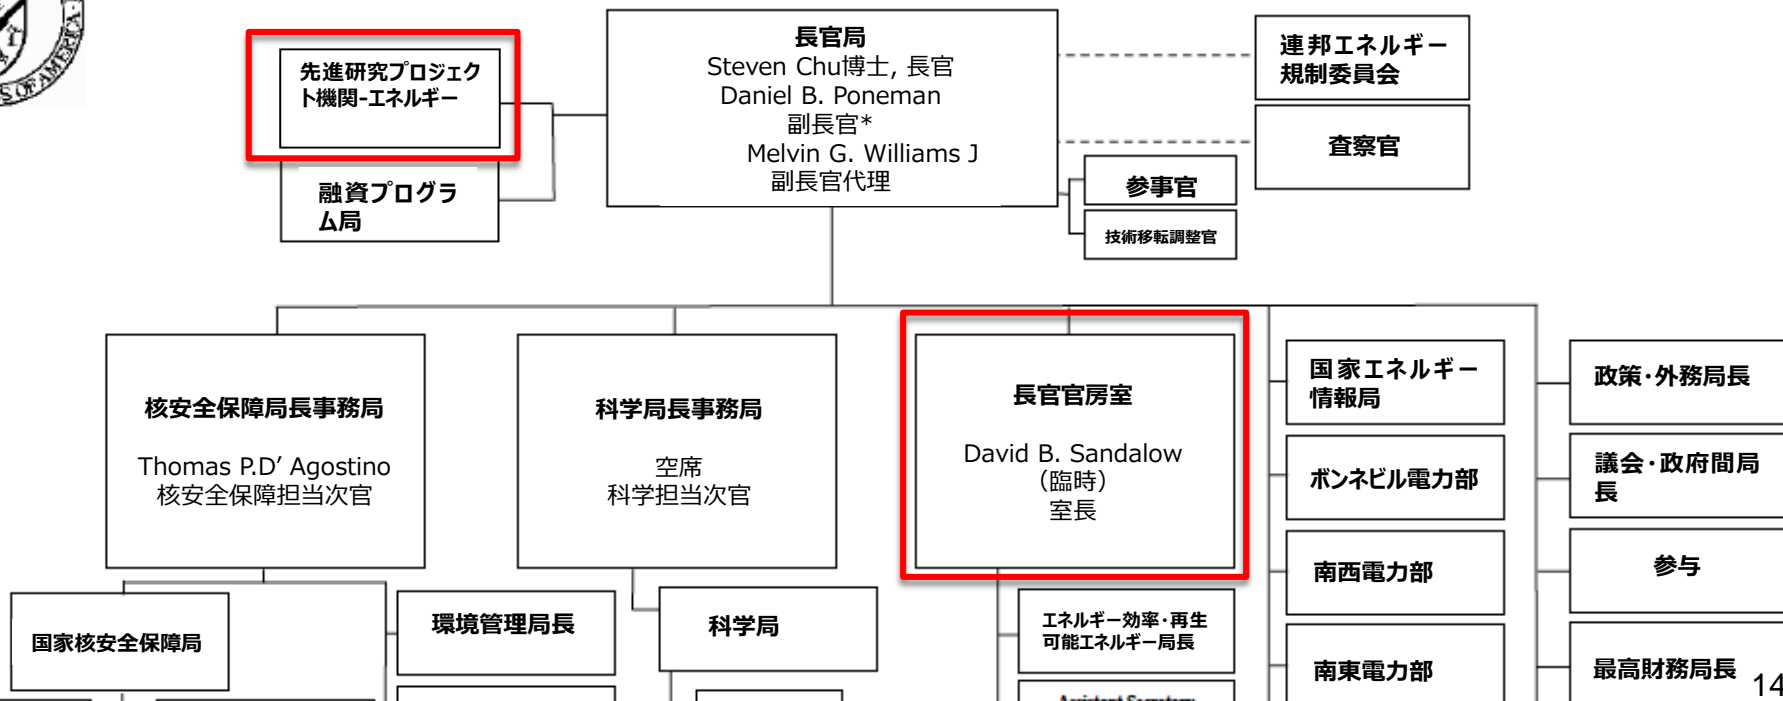 S OF AMERICA
先進研究プロジェク
ト機関-エネルギー
融資プログラ
ム局
長官局
Steven Chu博士, 長官
Daniel B. Poneman
副長官*
Melvin G. Williams J
副長官代理
連邦エネルギー
規制委員会
査察官
参事官
技術移転調整官
核安全保障局長事務局
Thomas P.D’ Agostino
核安全保障担当次官
科学局長事務局
空席
科学担当次官
長官官房室
David B. Sandalow
（臨時）
室長
国家エネルギー
情報局
ボンネビル電力部
南西電力部
南東電力部
政策・外務局長
議会・政府間局
長
参与
最高財務局長
国家核安全保障局
環境管理局長
科学局
エネルギー効率・再生
可能エネルギー局長
Assistant Secretary
14